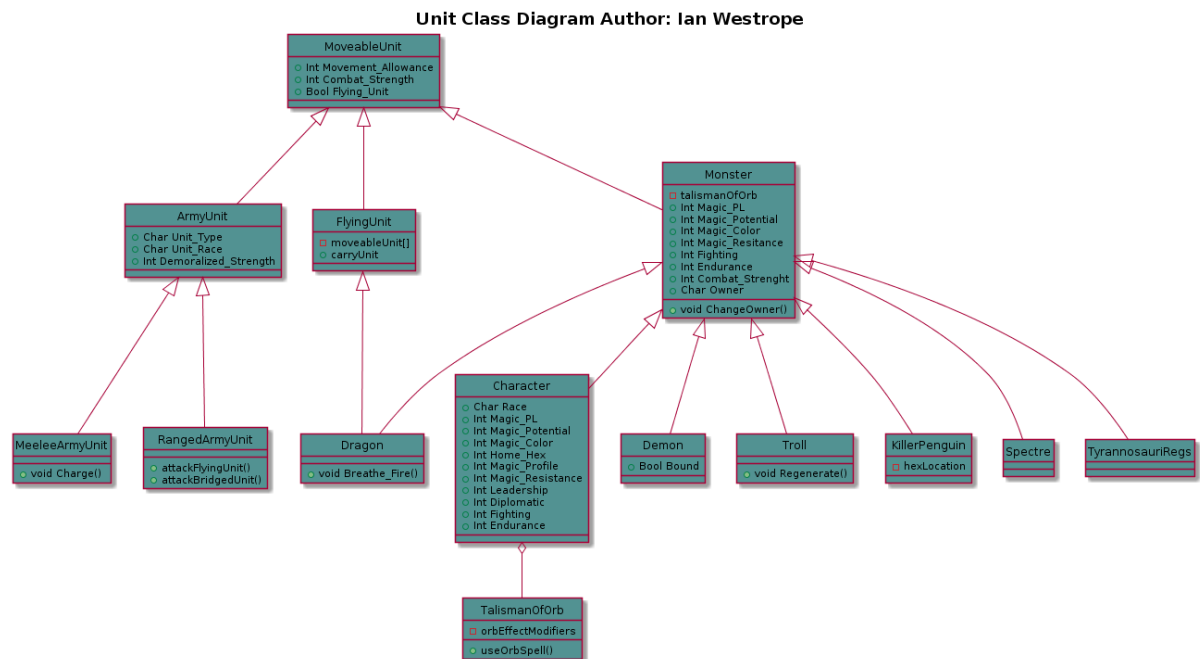 Unit Class Diagram Author: Ian Westrope
MoveableUnit
Int Movement_Allowance
Int Combat_Strength
Bool Flying_Unit
Monster
talismanOfOrb
Int Magic_PL
Int Magic_Potential
Int Magic_Color
Int Magic_Resitance
Int Fighting
Int Endurance
Int Combat_Strenght
Char Owner
void ChangeOwner()
ArmyUnit
Char Unit_Type
Char Unit_Race
Int Demoralized_Strength
FlyingUnit
moveableUnit[]
carryUnit
MeeleeArmyUnit
void Charge()
RangedArmyUnit
attackFlyingUnit()
attackBridgedUnit()
Dragon
void Breathe_Fire()
Character
Char Race
Int Magic_PL
Int Magic_Potential
Int Magic_Color
Int Home_Hex
Int Magic_Profile
Int Magic_Resistance
Int Leadership
Int Diplomatic
Int Fighting
Int Endurance
Demon
Bool Bound
Troll
void Regenerate()
KillerPenguin
hexLocation
Spectre
TyrannosauriRegs
TalismanOfOrb
orbEffectModifiers
useOrbSpell()